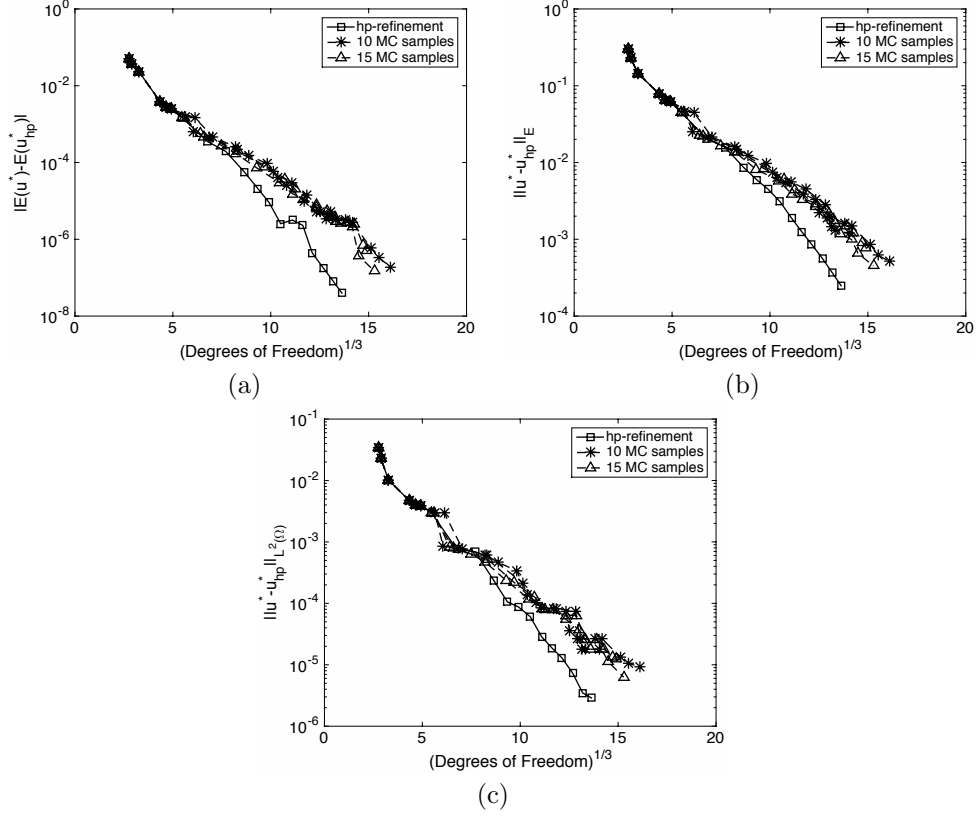 10^0
10^-2
10^-4
10^-6
10^-8
|E(u*)-E(u*_hp)|
hp-refinement
10 MC samples
15 MC samples
0 5 10 15 20
(Degrees of Freedom)^1/3
(a)
10^0
10^-1
10^-2
10^-3
10^-4
||u*-u*_hp||_E
hp-refinement
10 MC samples
15 MC samples
0 5 10 15 20
(Degrees of Freedom)^1/3
(b)
10^-1
10^-2
10^-3
10^-4
10^-5
10^-6
||u*-u*_hp||_L^2(Ω)
hp-refinement
10 MC samples
15 MC samples
0 5 10 15 20
(Degrees of Freedom)^1/3
(c)